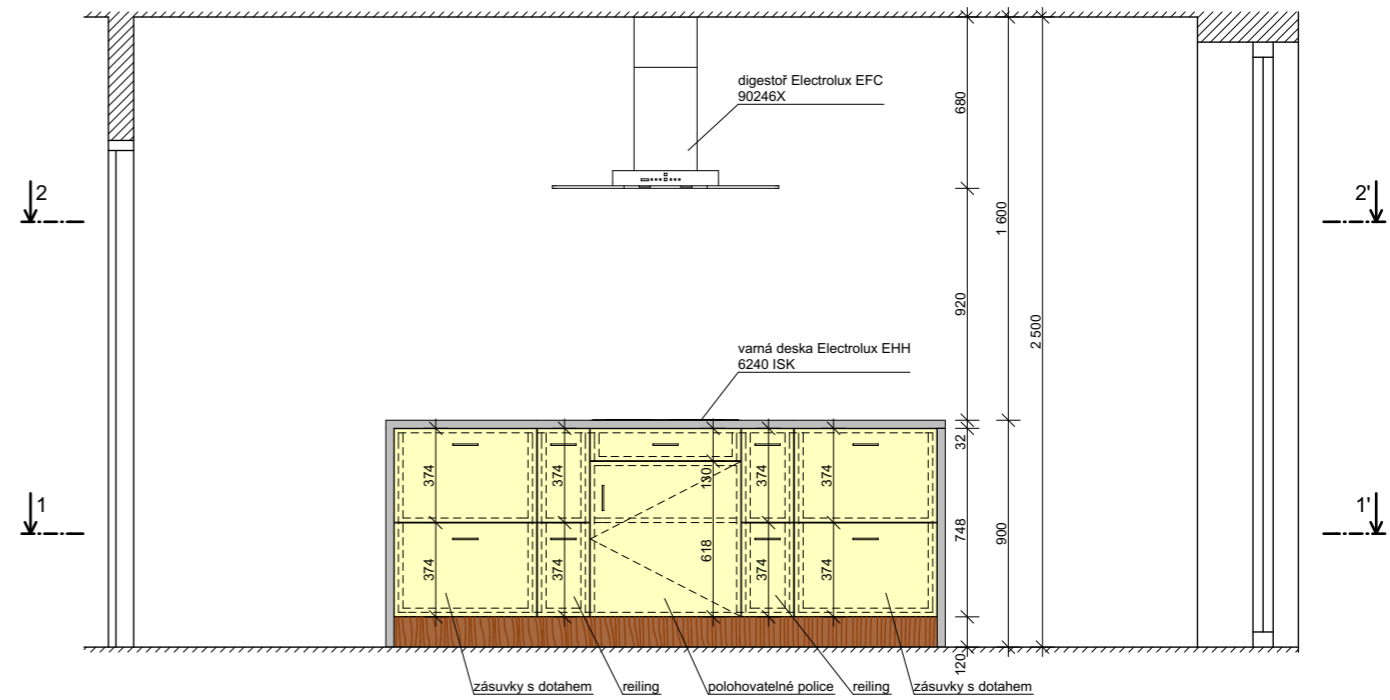 digestoř Electrolux EFC
90246X
680
2
2'
1 600
920
2 500
varná deska Electrolux EHH
6240 ISK
32
374
374
130
374
374
1
1'
748
900
374
374
618
374
374
120
zásuvky s dotahem
reiling
polohovatelné police
reiling
zásuvky s dotahem